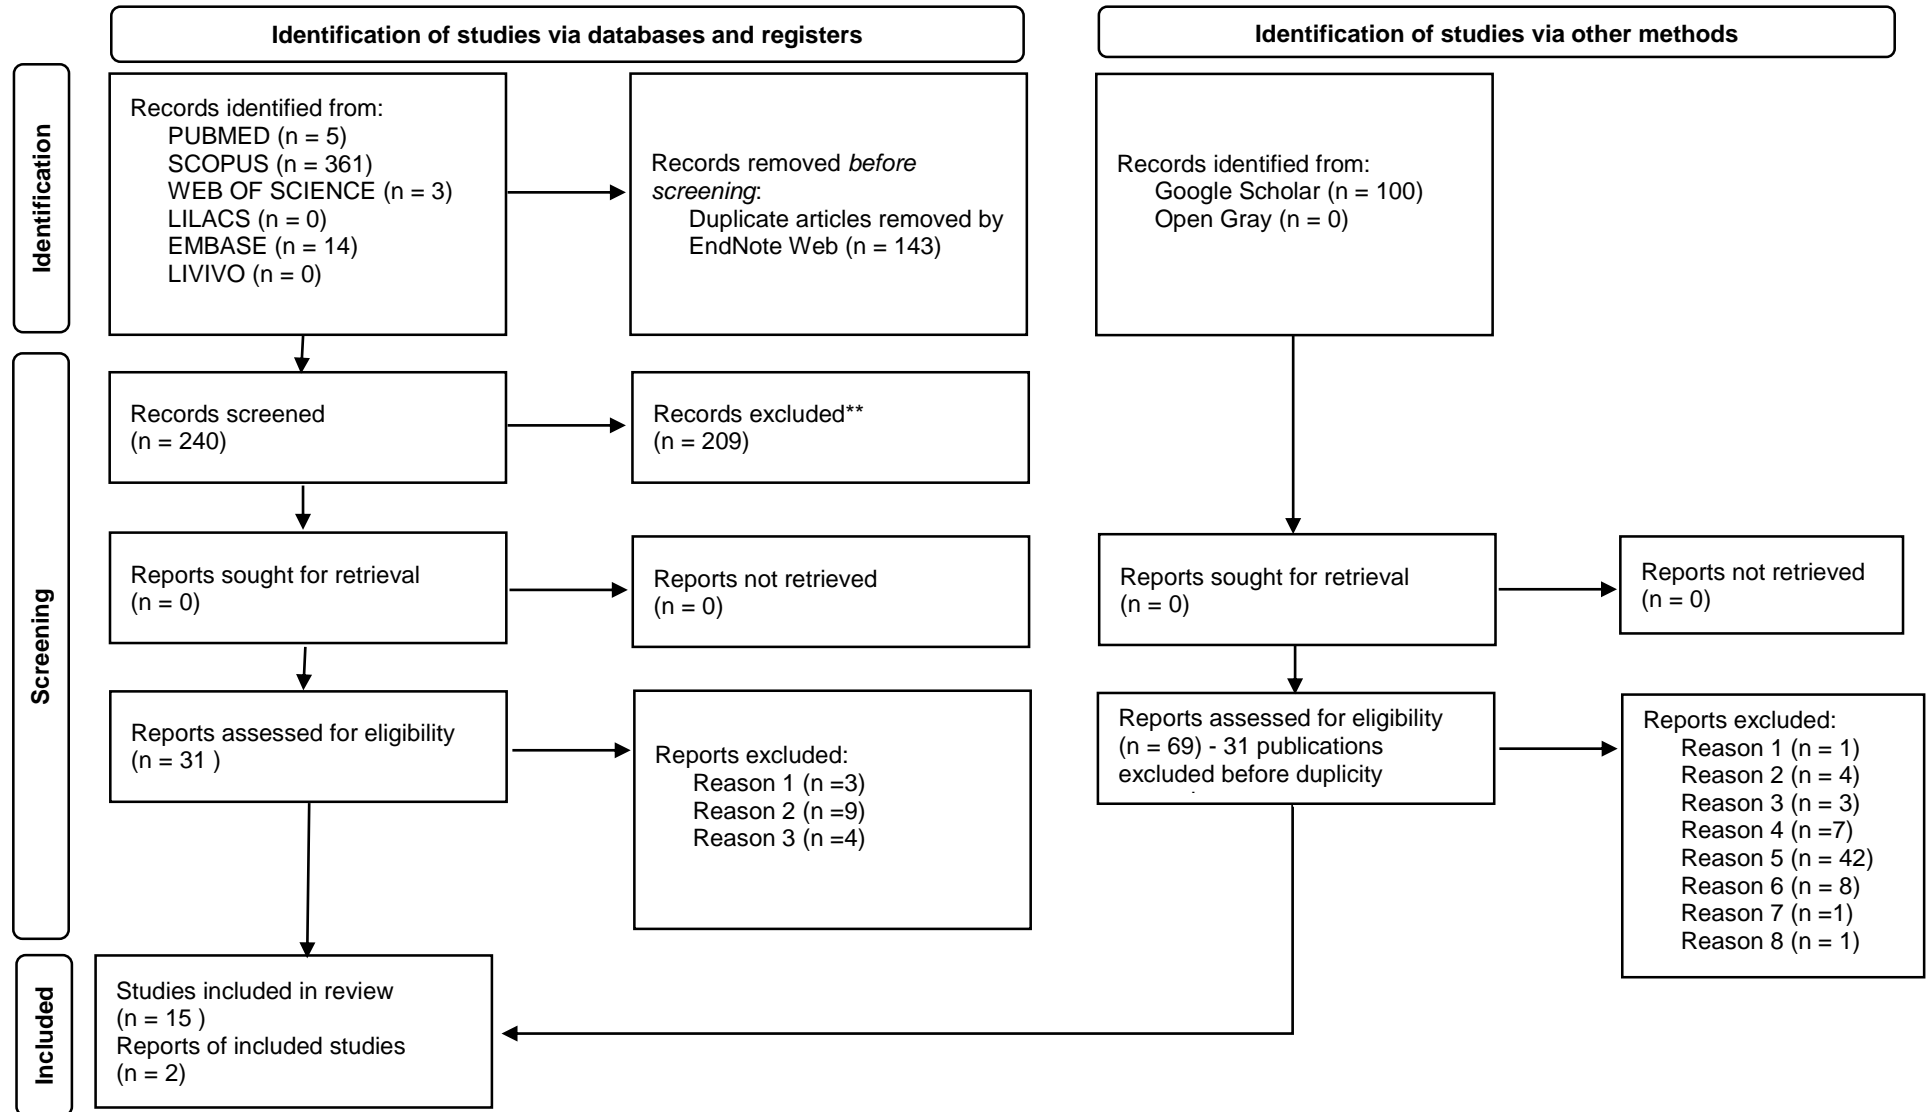 Identification of studies via databases and registers
Identification of studies via other methods
Identification
Records identified from:
PUBMED (n = 5)
SCOPUS (n = 361)
WEB OF SCIENCE (n = 3)
LILACS (n = 0)
EMBASE (n = 14)
LIVIVO (n = 0)
Records removed before
screening:
Duplicate articles removed by
EndNote Web (n = 143)
Records identified from:
Google Scholar (n = 100)
Open Gray (n = 0)
Screening
Records screened
(n = 240)
Records excluded**
(n = 209)
Reports sought for retrieval
(n = 0)
Reports not retrieved
(n = 0)
Reports sought for retrieval
(n = 0)
Reports not retrieved
(n = 0)
Reports assessed for eligibility
(n = 31 )
Reports excluded:
Reason 1 (n =3)
Reason 2 (n =9)
Reason 3 (n =4)
Reports assessed for eligibility
(n = 69) - 31 publications
excluded before duplicity
Reports excluded:
Reason 1 (n = 1)
Reason 2 (n = 4)
Reason 3 (n = 3)
Reason 4 (n =7)
Reason 5 (n = 42)
Reason 6 (n = 8)
Reason 7 (n =1)
Reason 8 (n = 1)
Included
Studies included in review
(n = 15 )
Reports of included studies
(n = 2)